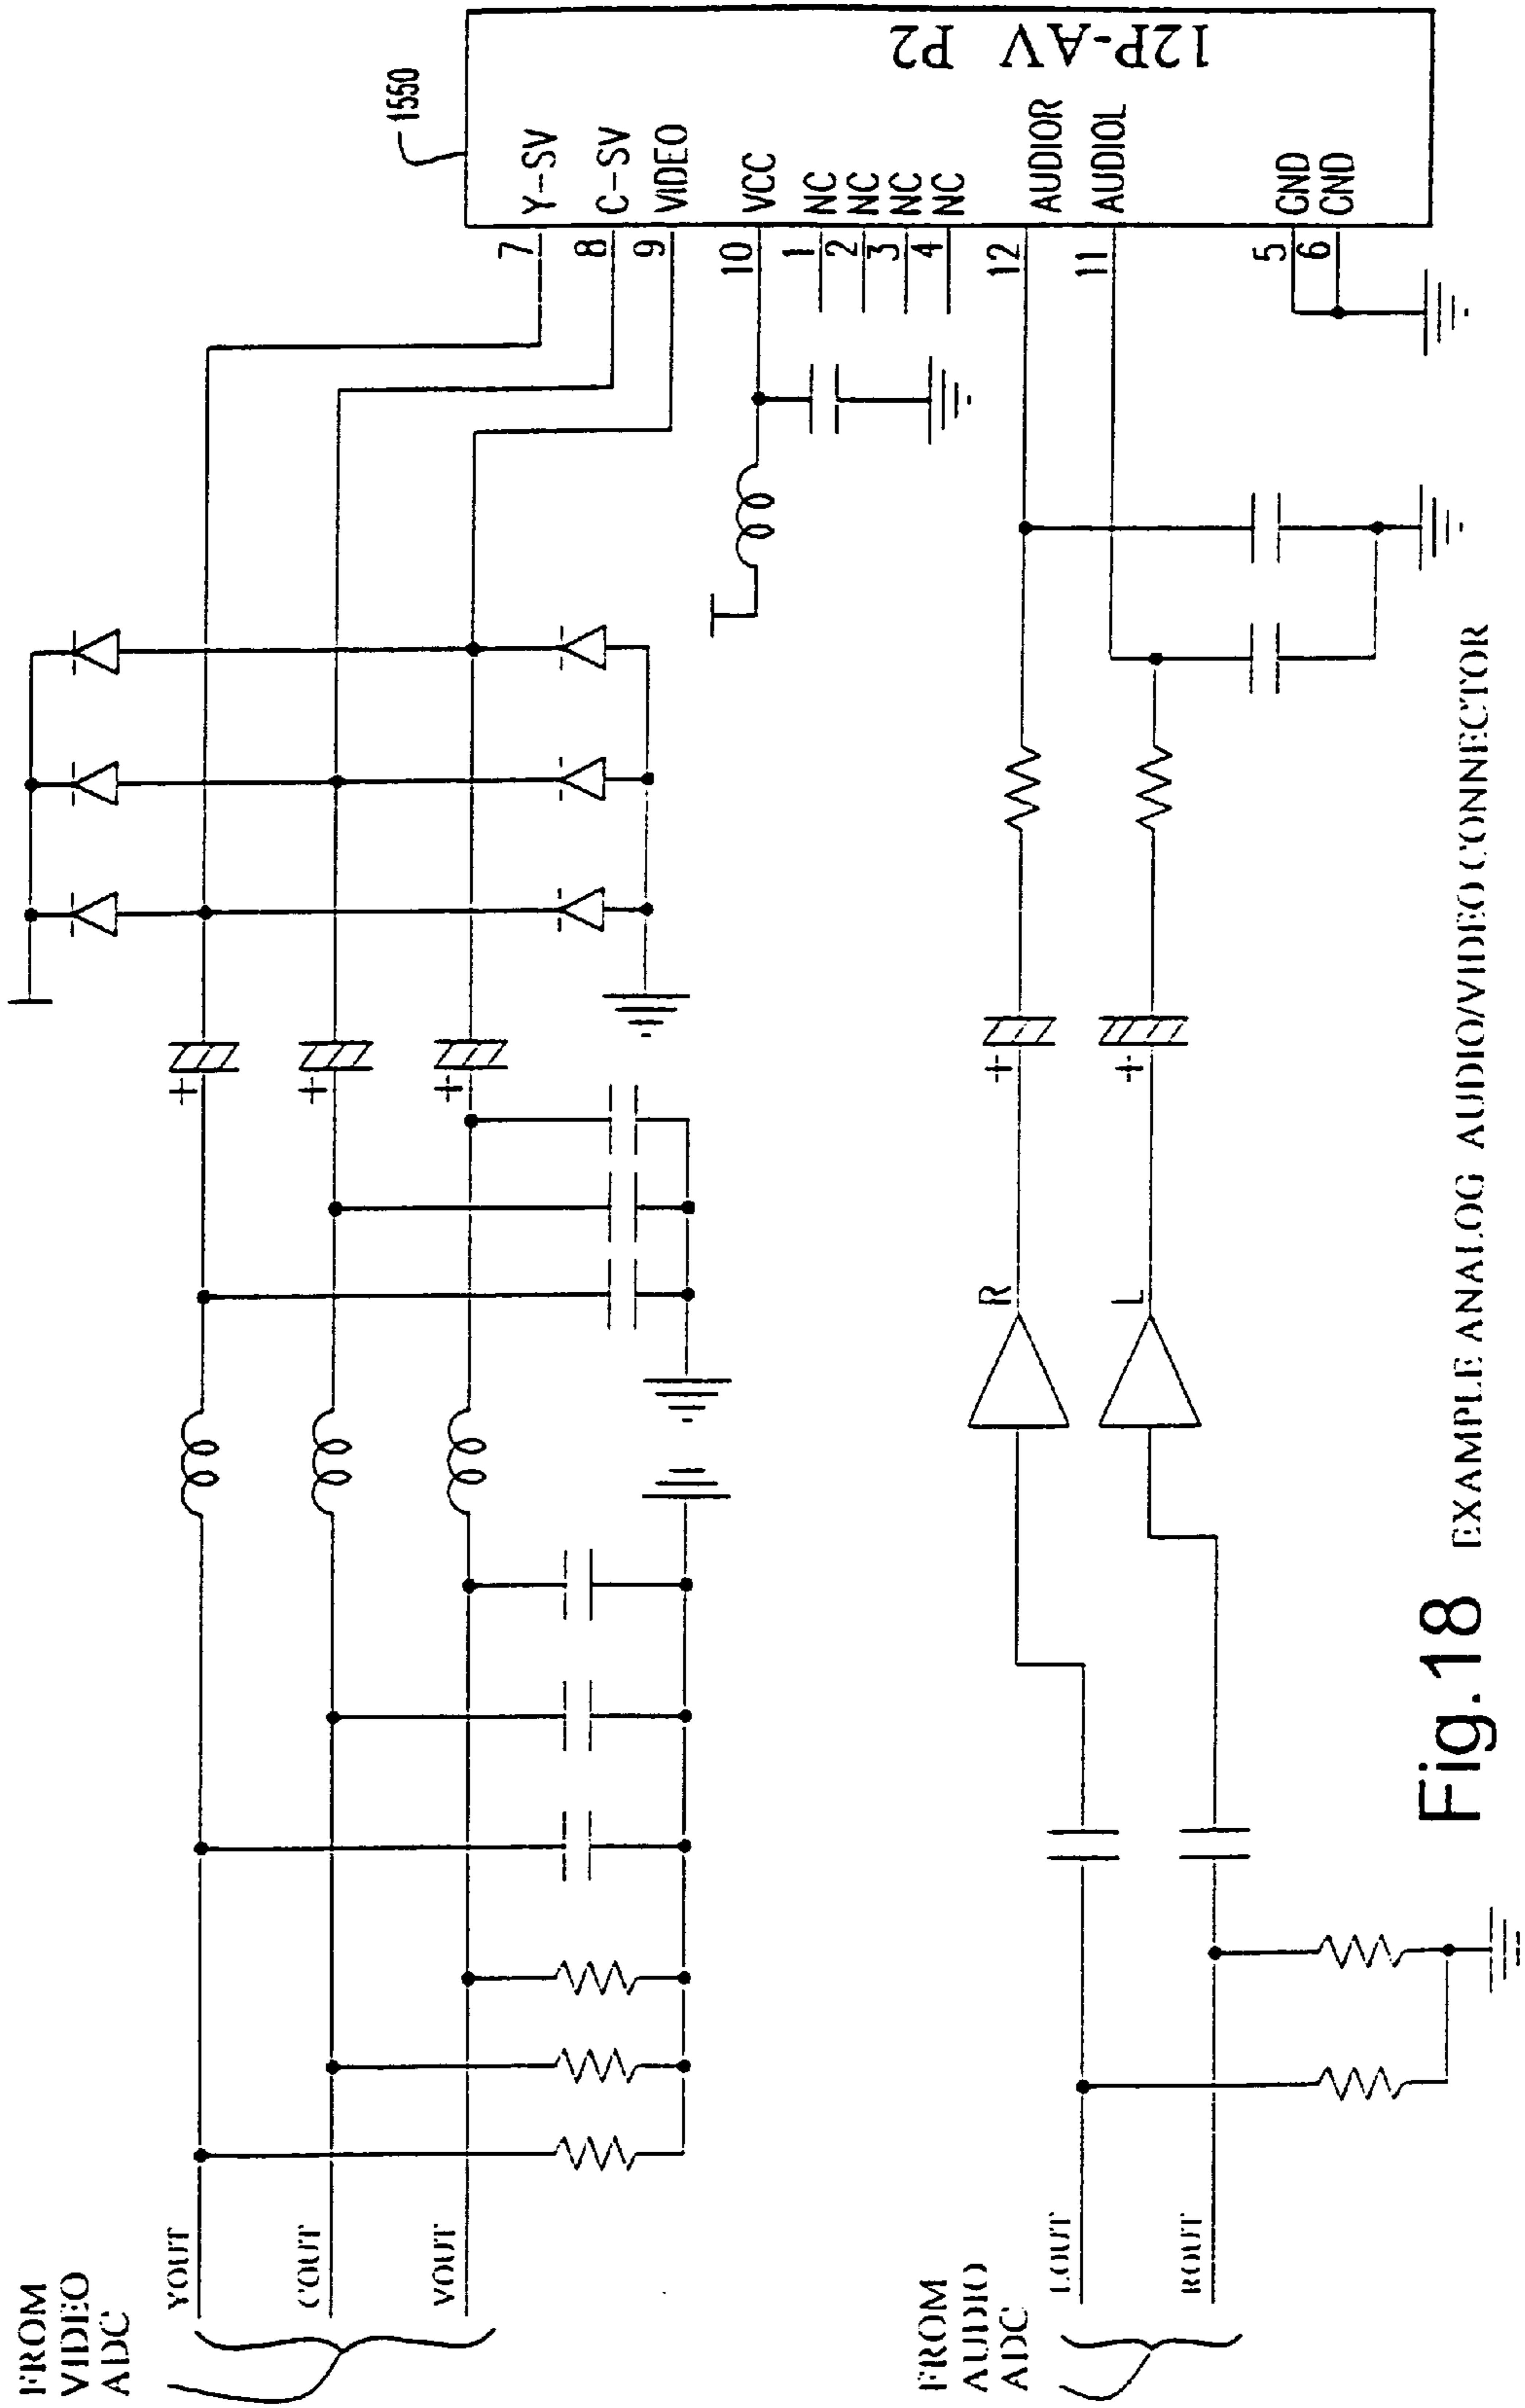 FROM
VIDEO
ADC
YOUT
COUT
VOUT
+
+
+
1550
7 Y-SV
8 C-SV
9 VIDEO
10 VCC
1 NC
2 NC
3 NC
4 NC
12 AUDIOR
11 AUDIOL
5 GND
6 GND
12P-AV P2
FROM
AUDIO
ADC
LOUT
ROUT
R
L
+
+
Fig.18 EXAMPLE ANALOG AUDIO/VIDEO CONNECTOR